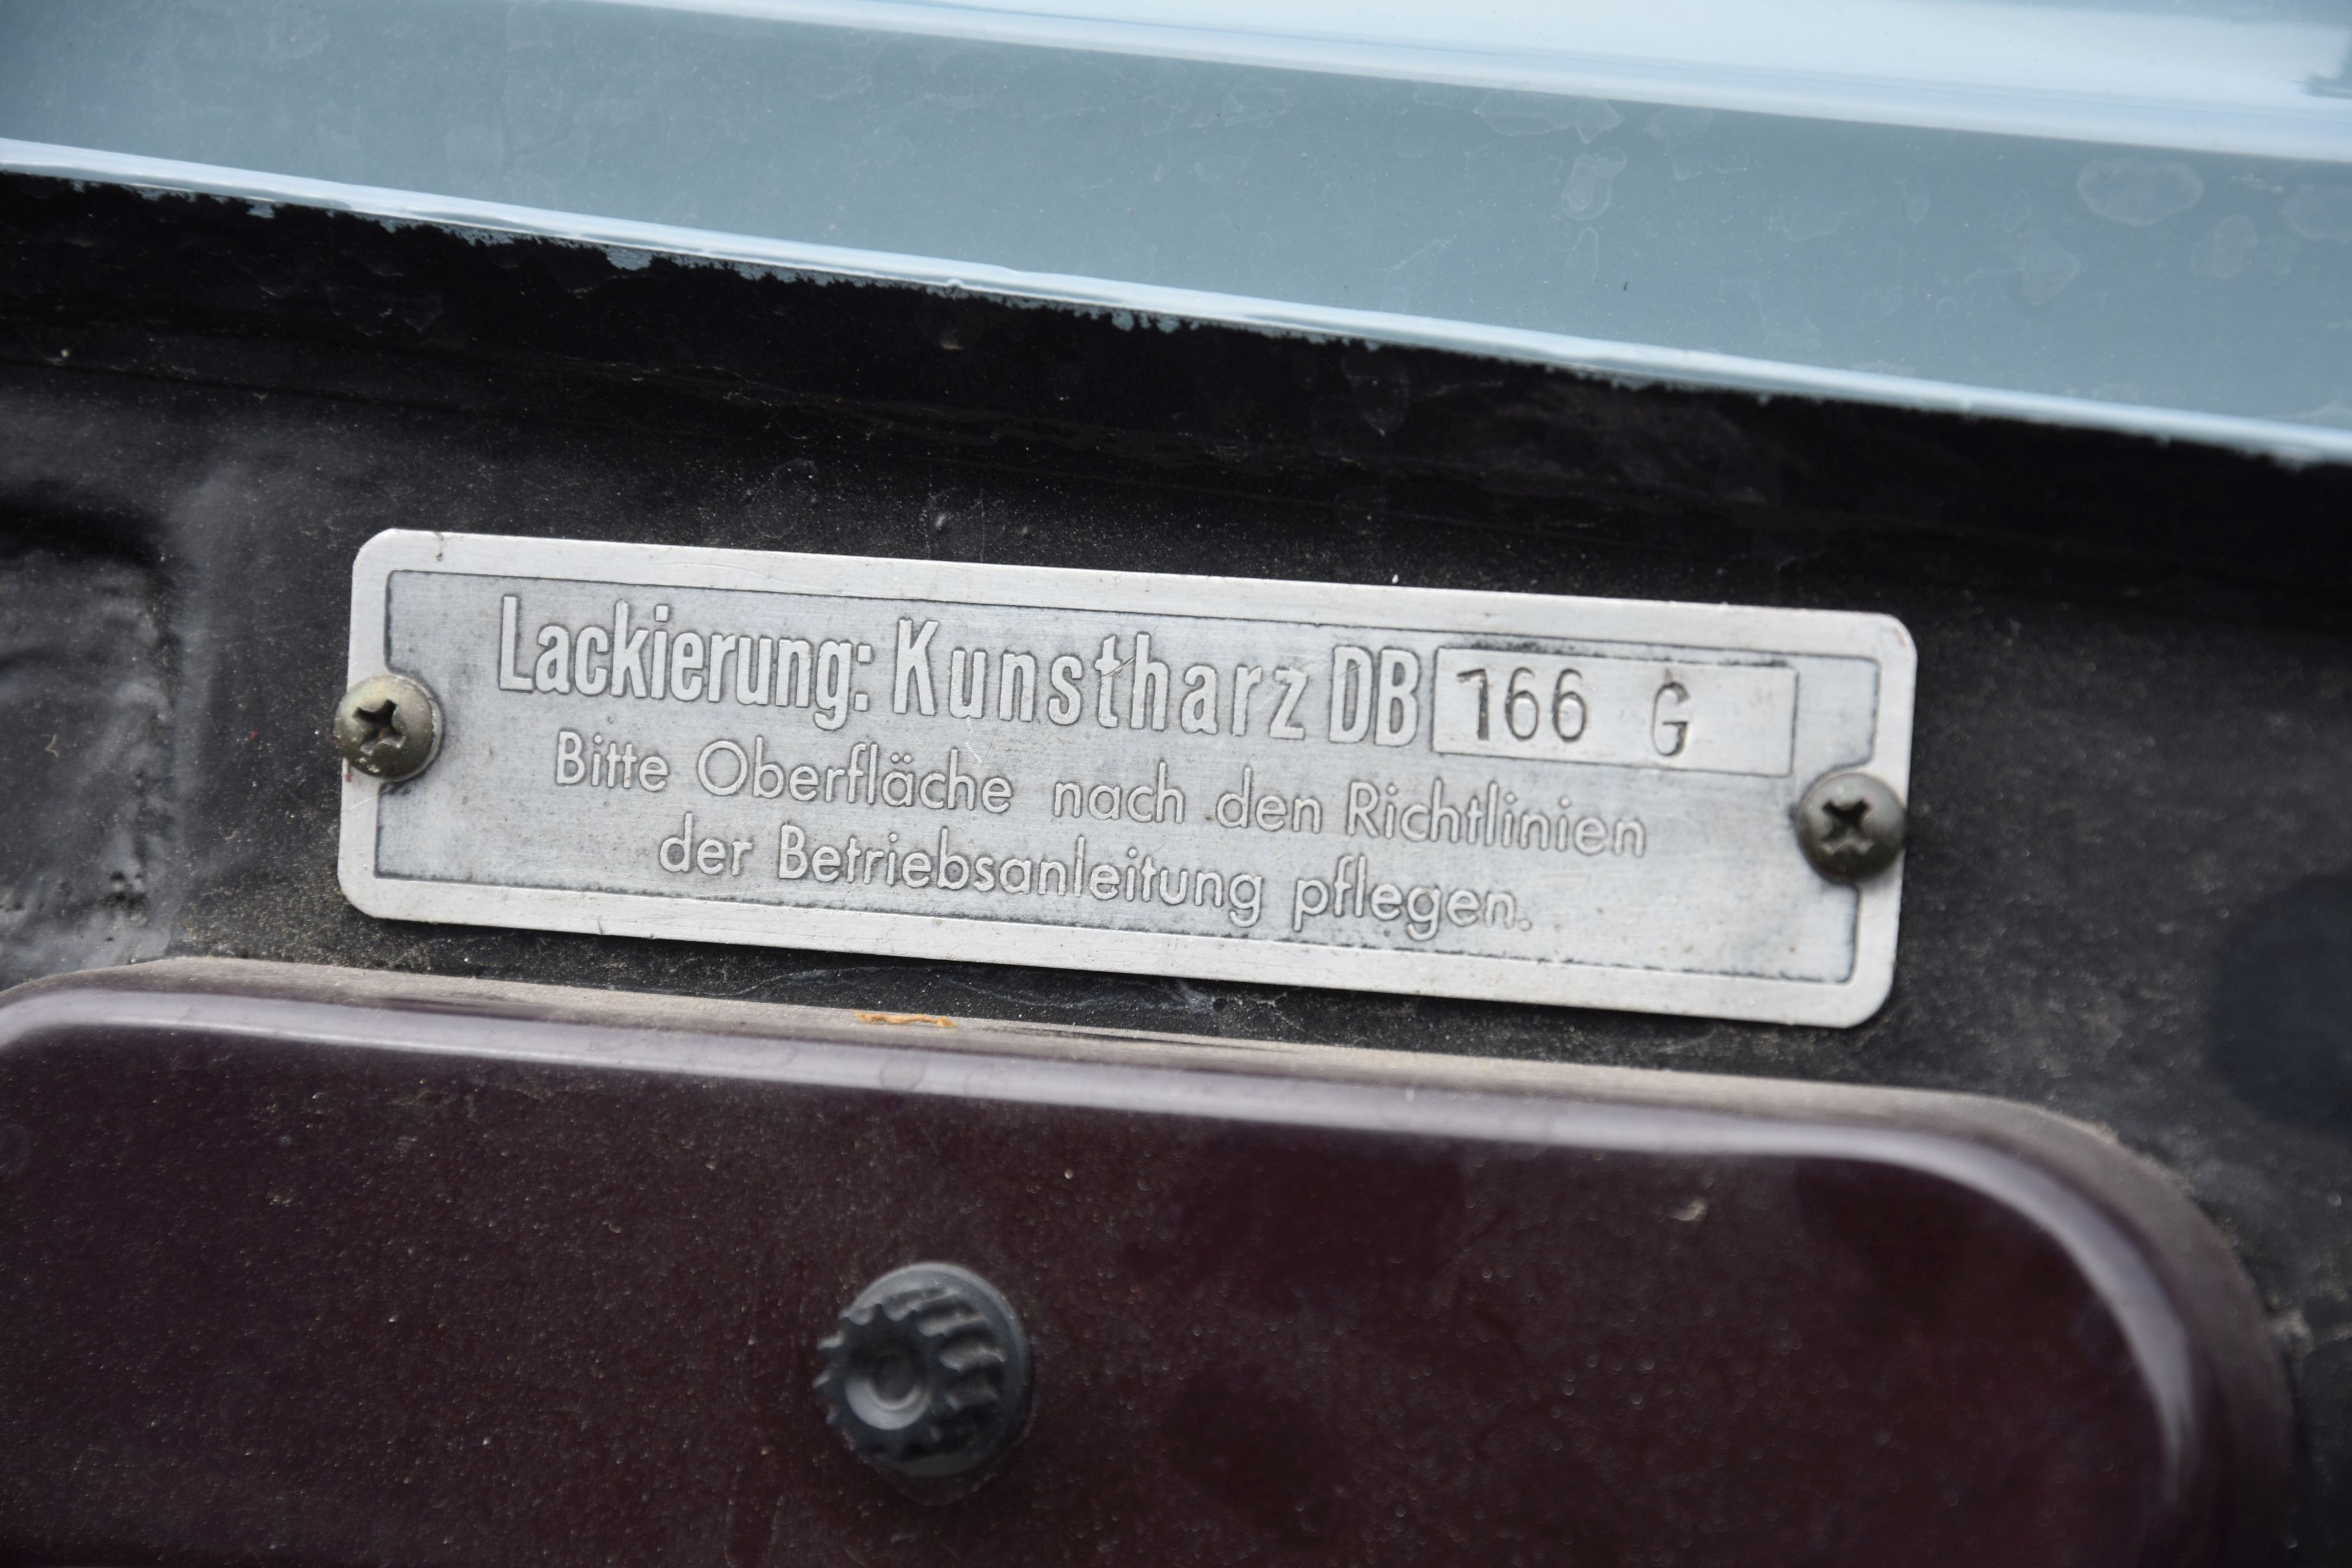 Lackierung: Kunstharz DB 166 G
Bitte Oberfläche nach den Richtlinien
der Betriebsanleitung pflegen.